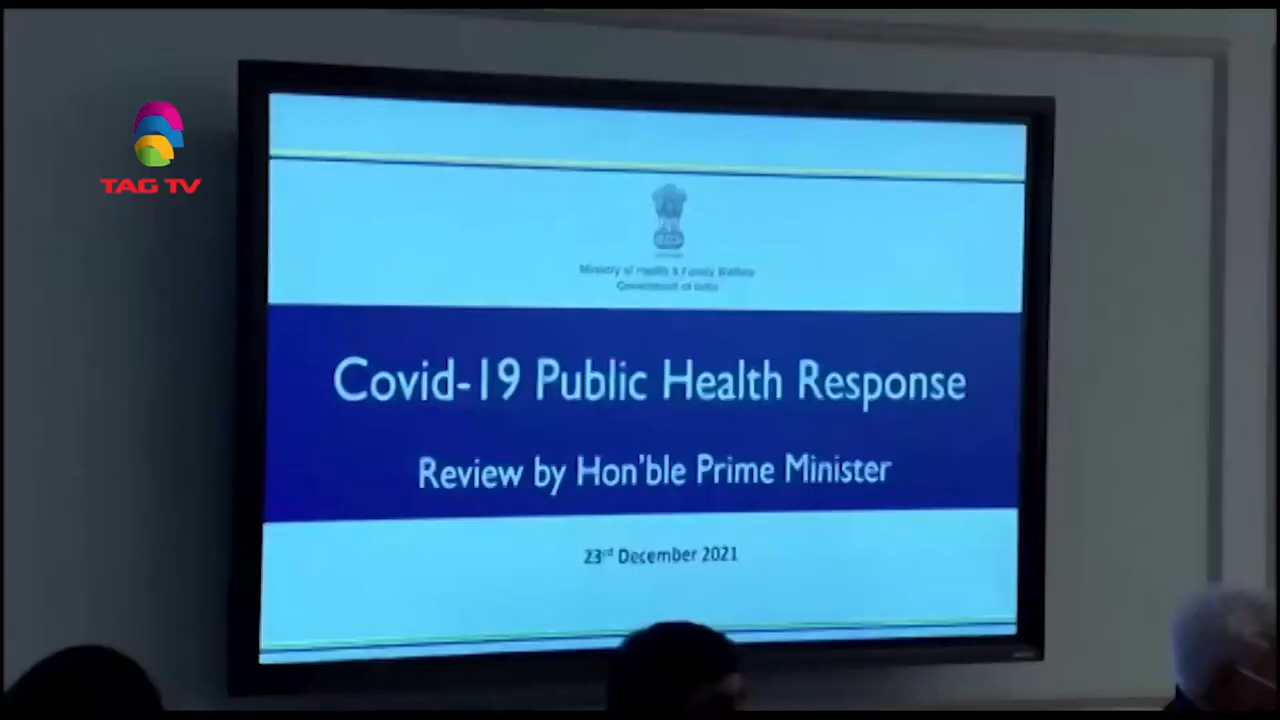 TAG TV
Ministry of Health & Family Welfare
Government of India
Covid-19 Public Health Response
Review by Hon'ble Prime Minister
23rd December 2021